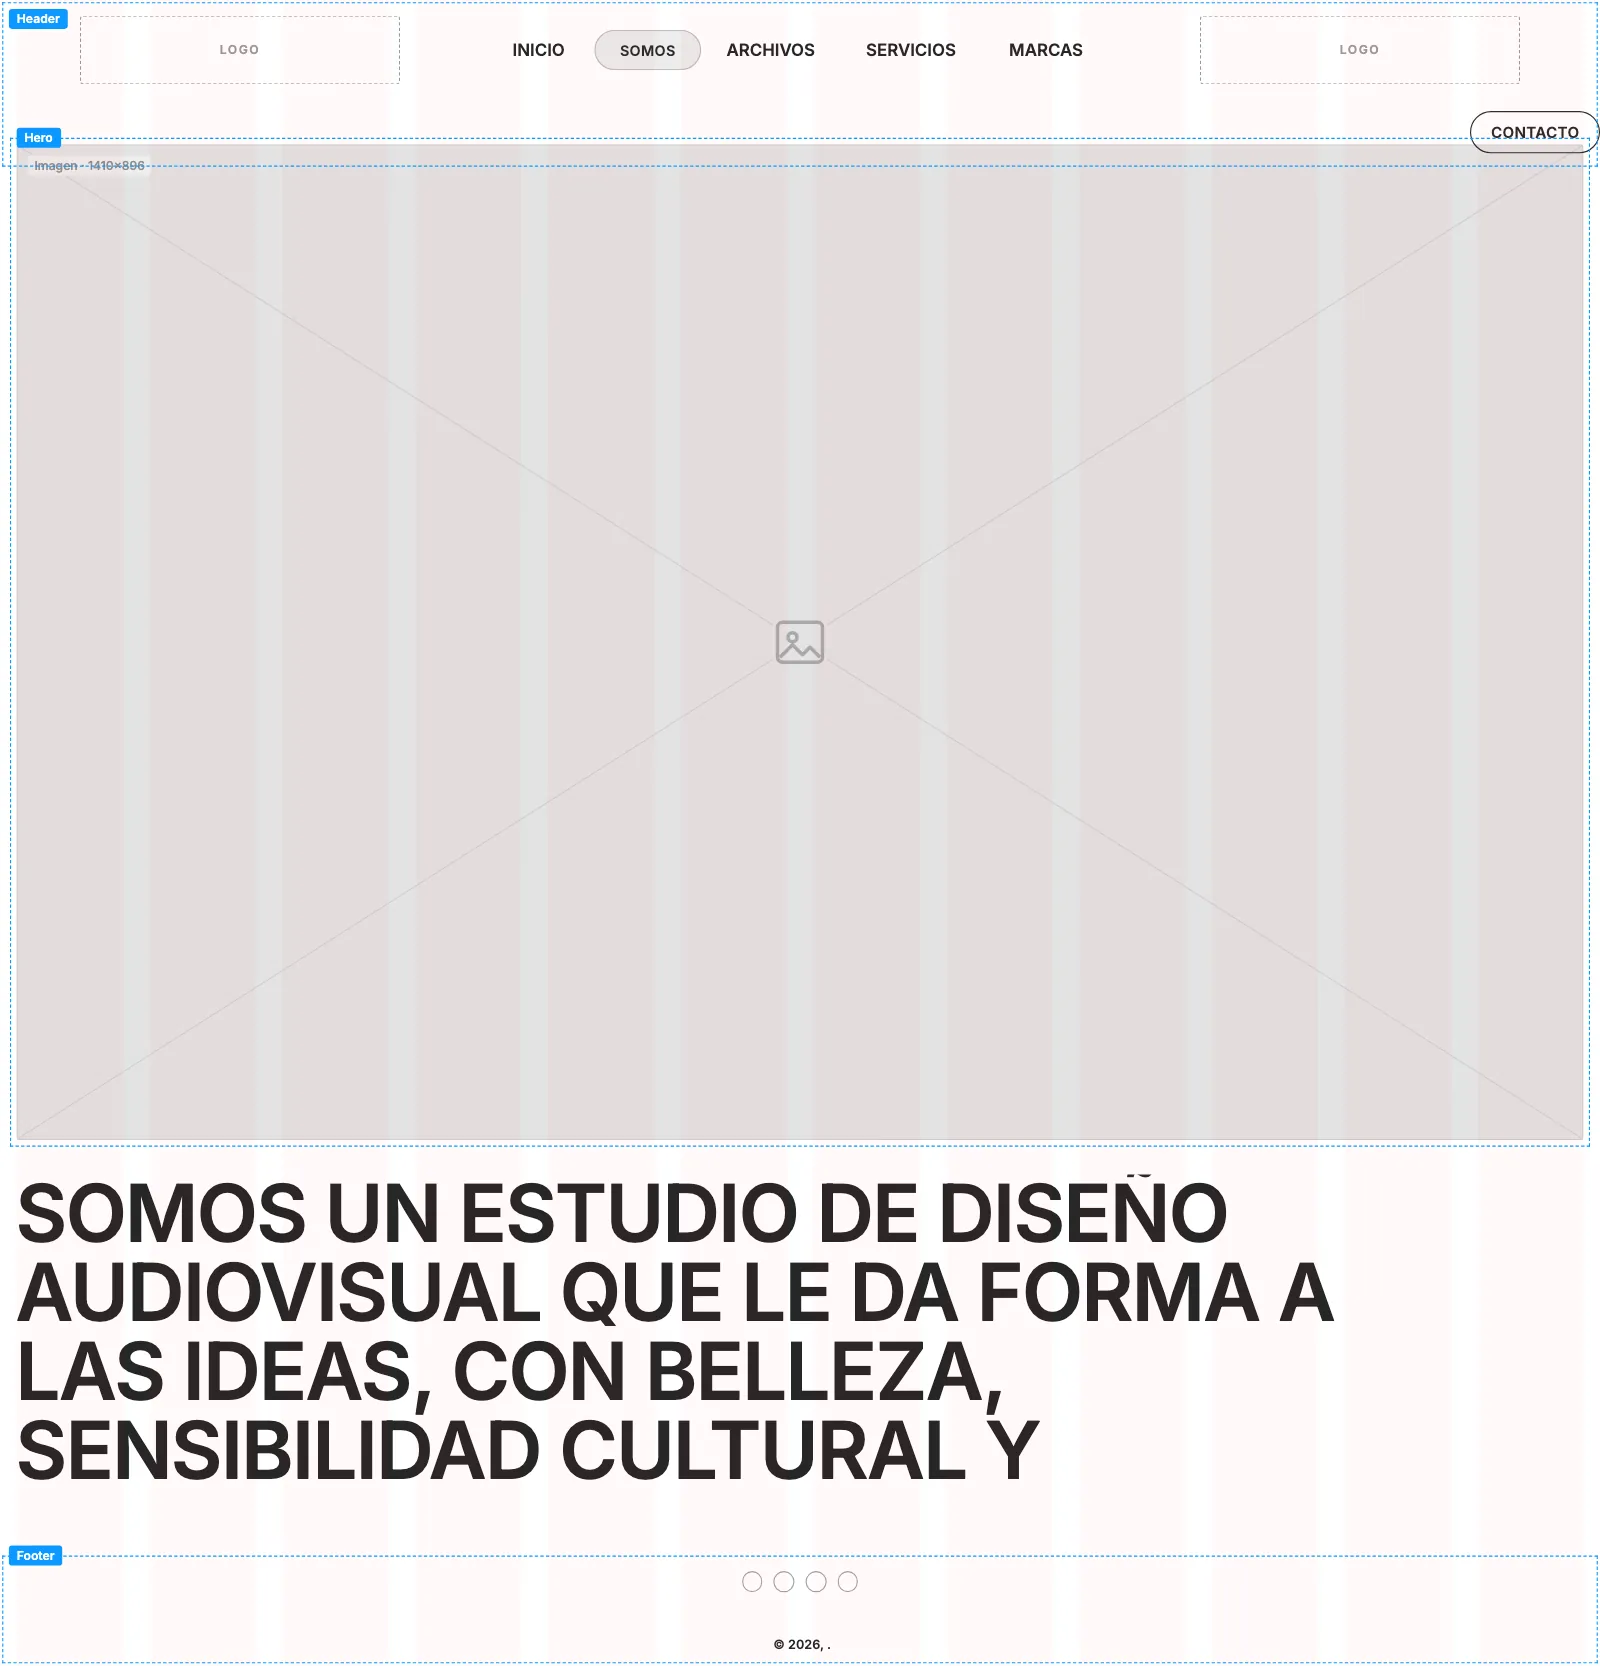 Header
LOGO
INICIO
SOMOS
ARCHIVOS
SERVICIOS
MARCAS
LOGO
CONTACTO
Hero
Imagen · 1410×896
SOMOS UN ESTUDIO DE DISEÑO
AUDIOVISUAL QUE LE DA FORMA A
LAS IDEAS, CON BELLEZA,
SENSIBILIDAD CULTURAL Y
Footer
© 2026, .